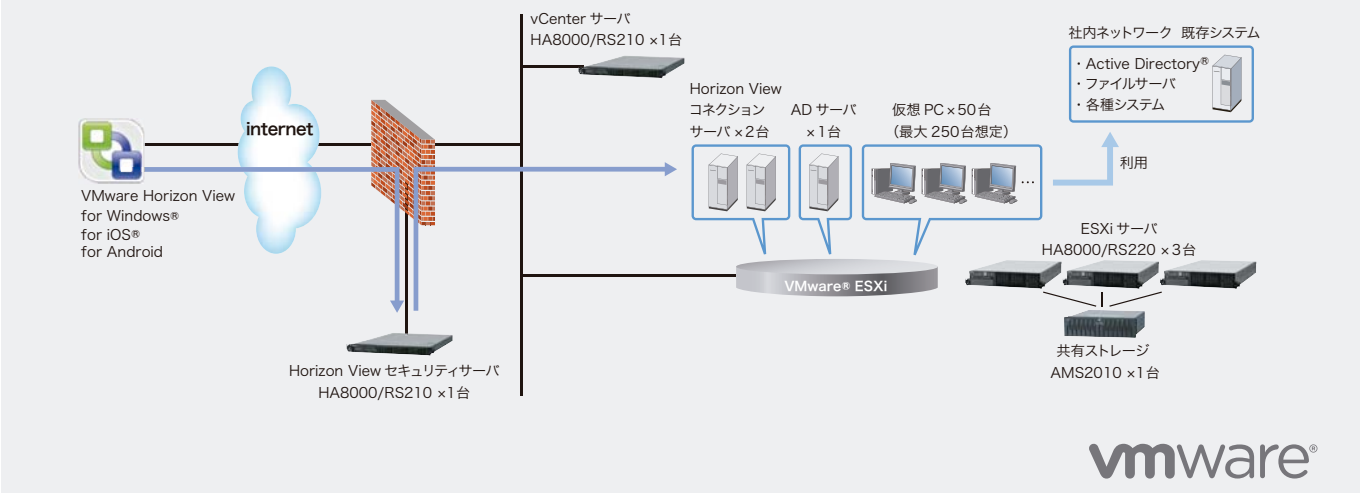 vCenter サーバ
HA8000/RS210 ×1台
社内ネットワーク 既存システム
・Active Directory®
・ファイルサーバ
・各種システム
利用
internet
VMware Horizon View
for Windows®
for iOS®
for Android
Horizon View
コネクション
サーバ×2台
AD サーバ
×1台
仮想 PC×50台
（最大 250台想定）
…
VMware® ESXi
ESXi サーバ
HA8000/RS220 ×3台
共有ストレージ
AMS2010 ×1台
Horizon View セキュリティサーバ
HA8000/RS210 ×1台
vmware®